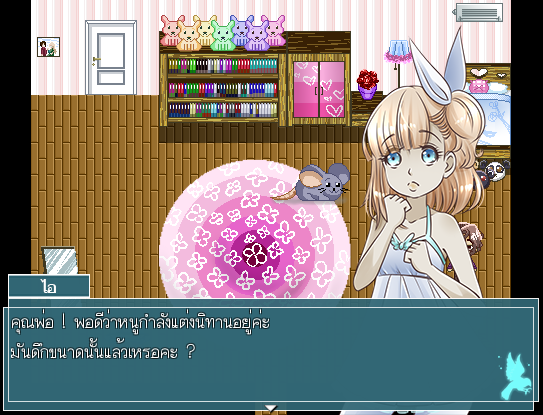 ไอ
คุณพ่อ ! พอดีว่าหนูกำลังแต่งนิทานอยู่ค่ะ
มันดึกขนาดนั้นแล้วเหรอคะ ?